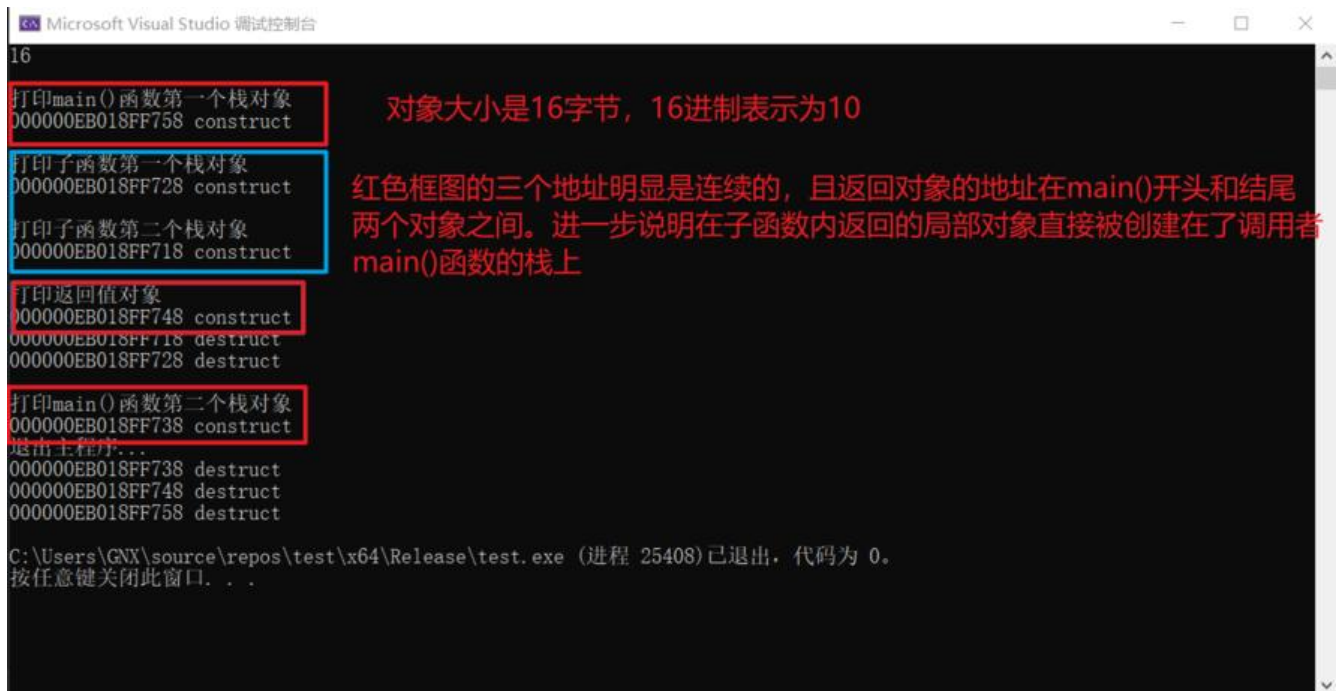 Microsoft Visual Studio 调试控制台
16
打印main()函数第一个栈对象
000000EB018FF758 construct
对象大小是16字节，16进制表示为10
打印子函数第一个栈对象
000000EB018FF728 construct
打印子函数第二个栈对象
000000EB018FF718 construct
红色框图的三个地址明显是连续的，且返回对象的地址在main()开头和结尾
两个对象之间。进一步说明在子函数内返回的局部对象直接被创建在了调用者
main()函数的栈上
打印返回值对象
000000EB018FF748 construct
000000EB018FF718 destruct
000000EB018FF728 destruct
打印main()函数第二个栈对象
000000EB018FF738 construct
退出主程序...
000000EB018FF738 destruct
000000EB018FF748 destruct
000000EB018FF758 destruct
C:\Users\GNX\source\repos\test\x64\Release\test.exe (进程 25408)已退出，代码为 0。
按任意键关闭此窗口. . .